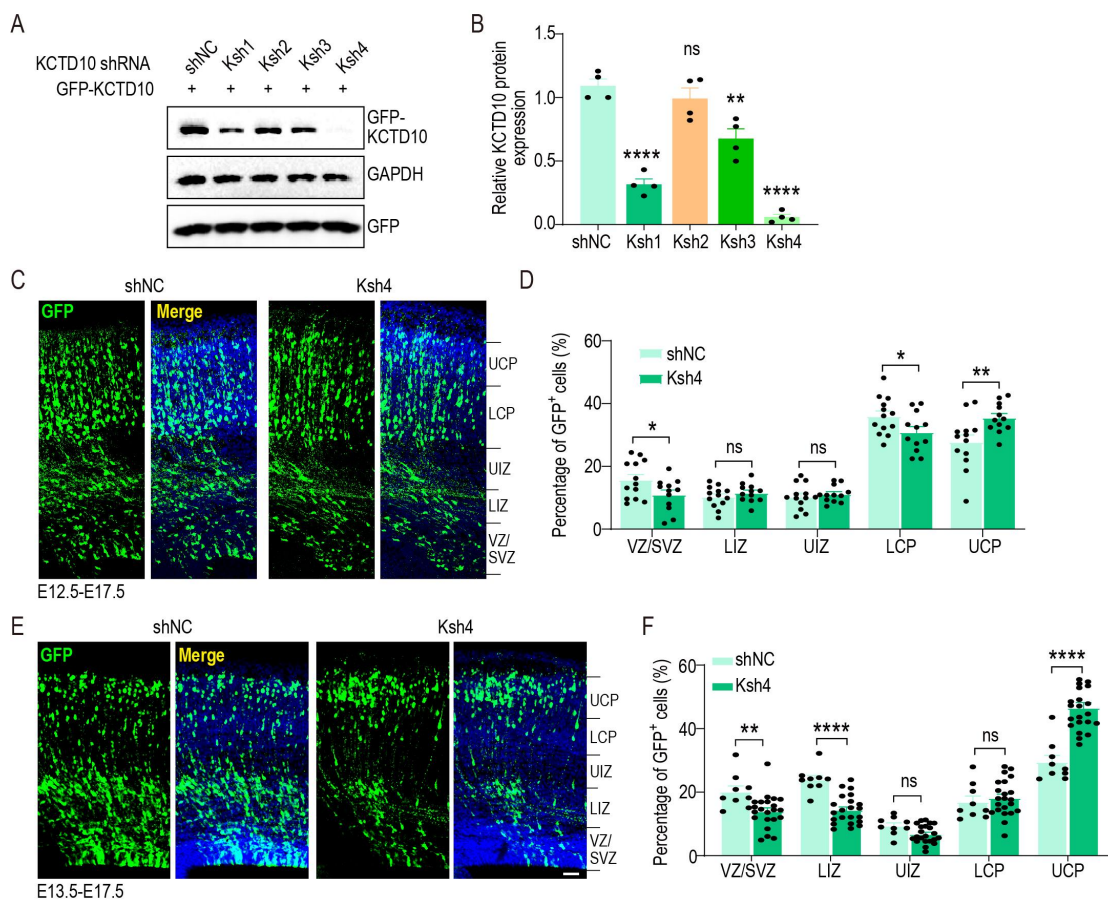 A
KCTD10 shRNA
shNC
Ksh1
Ksh2
Ksh3
Ksh4
GFP-KCTD10
+ + + + +
GFP-
KCTD10
GAPDH
GFP
B
Relative KCTD10 protein
expression
1.5
1.0
0.5
0.0
ns
**
****
****
shNC Ksh1 Ksh2 Ksh3 Ksh4
C
shNC Ksh4
GFP Merge
UCP
LCP
UIZ
LIZ
VZ/
SVZ
E12.5-E17.5
D
Percentage of GFP+ cells (%)
60
40
20
0
shNC
Ksh4
* ns ns * **
VZ/SVZ LIZ UIZ LCP UCP
E
shNC Ksh4
GFP Merge
UCP
LCP
UIZ
LIZ
VZ/
SVZ
E13.5-E17.5
F
Percentage of GFP+ cells (%)
60
40
20
0
shNC
Ksh4
** **** ns ns ****
VZ/SVZ LIZ UIZ LCP UCP